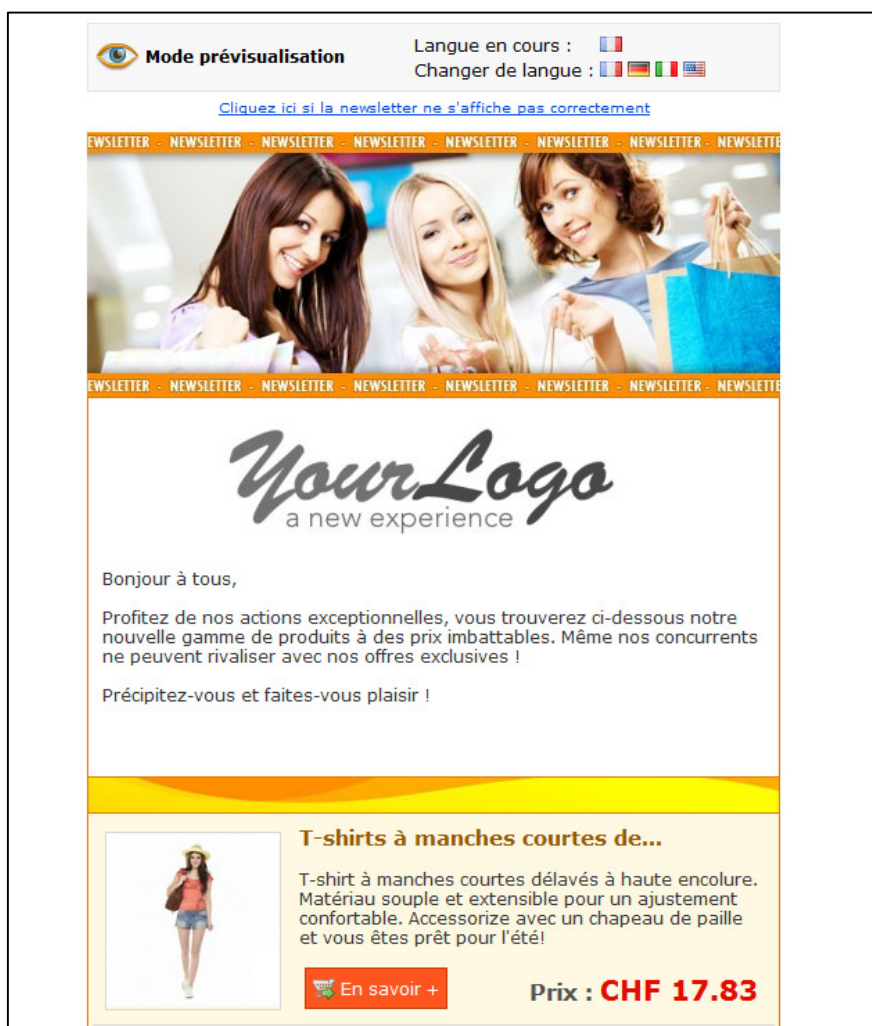 Mode prévisualisation
Langue en cours :
Changer de langue :
Cliquez ici si la newsletter ne s'affiche pas correctement
EWSLETTER - NEWSLETTER - NEWSLETTER - NEWSLETTER - NEWSLETTER - NEWSLETTER - NEWSLETTER - NEWSLETTE
EWSLETTER - NEWSLETTER - NEWSLETTER - NEWSLETTER - NEWSLETTER - NEWSLETTER - NEWSLETTER - NEWSLETTE
YourLogo
a new experience
Bonjour à tous,
Profitez de nos actions exceptionnelles, vous trouverez ci-dessous notre
nouvelle gamme de produits à des prix imbattables. Même nos concurrents
ne peuvent rivaliser avec nos offres exclusives !
Précipitez-vous et faites-vous plaisir !
T-shirts à manches courtes de...
T-shirt à manches courtes délavés à haute encolure.
Matériau souple et extensible pour un ajustement
confortable. Accessorize avec un chapeau de paille
et vous êtes prêt pour l'été!
En savoir +
Prix : CHF 17.83